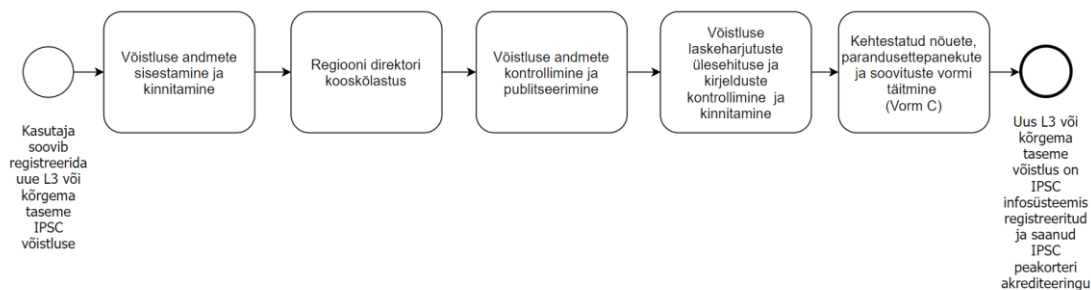 Kasutaja
soovib
registreerida
uue L3 või
kõrgema
taseme
IPSC
võistluse
Võistluse andmete
sisestamine ja
kinnitamine
Regiooni direktori
kooskõlastus
Võistluse andmete
kontrollimine ja
publitseerimine
Võistluse
laskeharjutuste
ülesehituse ja
kirjelduste
kontrollimine ja
kinnitamine
Kehtestatud nõuete,
parandusettepanekute
ja soovituste vormi
täitmine
(Vorm C)
Uus L3 või
kõrgema
taseme
võistlus on
IPSC
infosüsteemis
registreeritud
ja saanud
IPSC
peakorteri
akrediteeringu